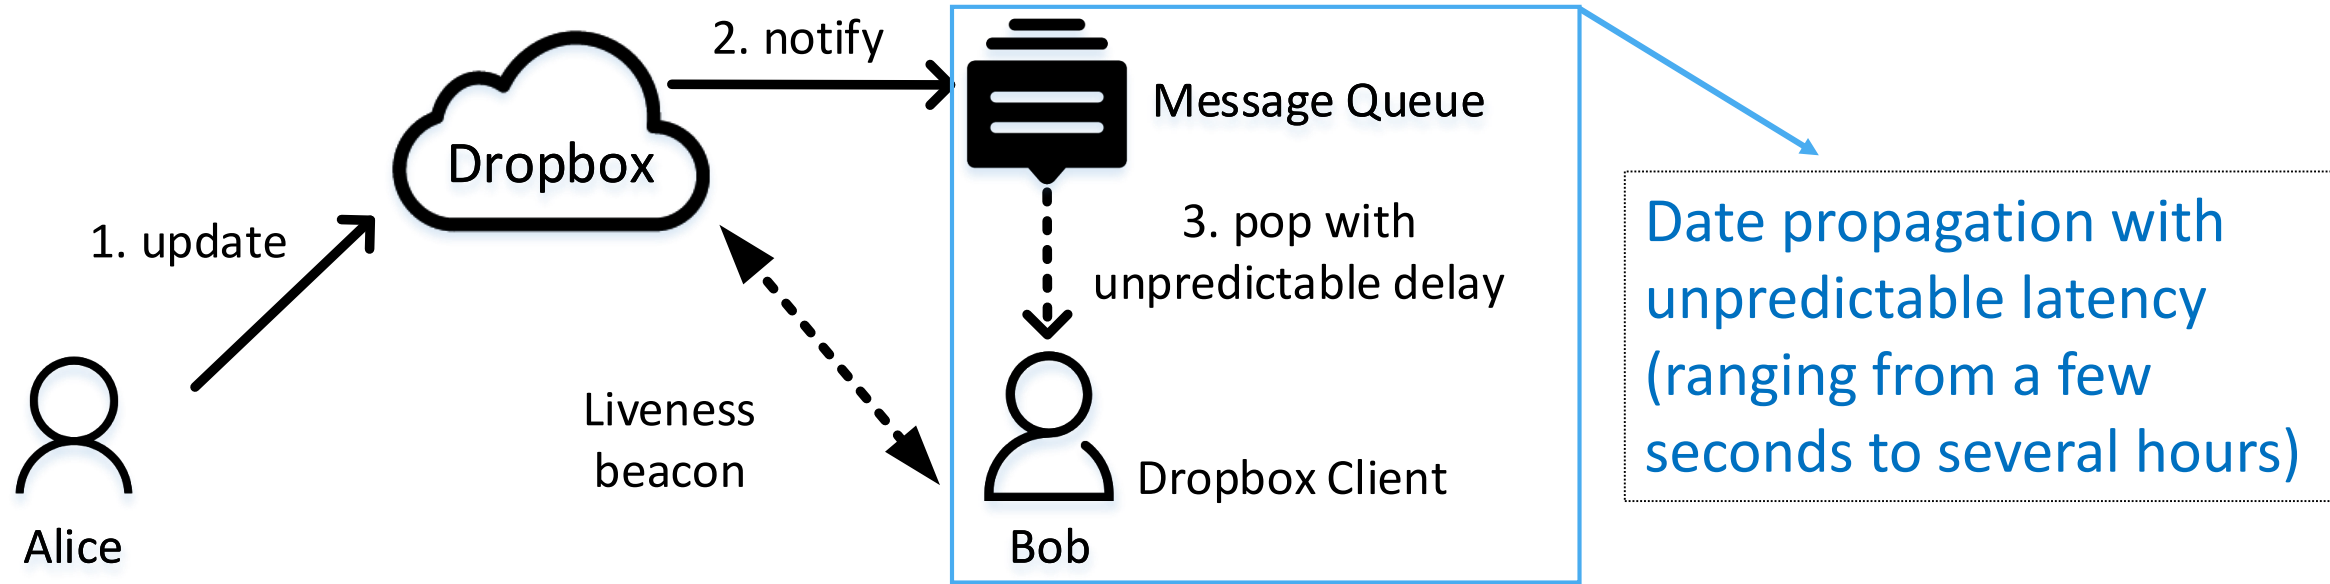 2. notify
Message Queue
Dropbox
1. update
3. pop with
unpredictable delay
Liveness
beacon
Dropbox Client
Alice
Bob
Date propagation with
unpredictable latency
(ranging from a few
seconds to several hours)